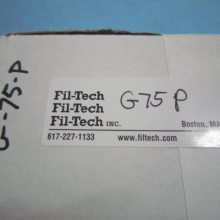 Fil-Tech
Fil-Tech
Fil-Tech INC.
G75P
Boston, MA
617-227-1133 www.filtech.com
-75-P